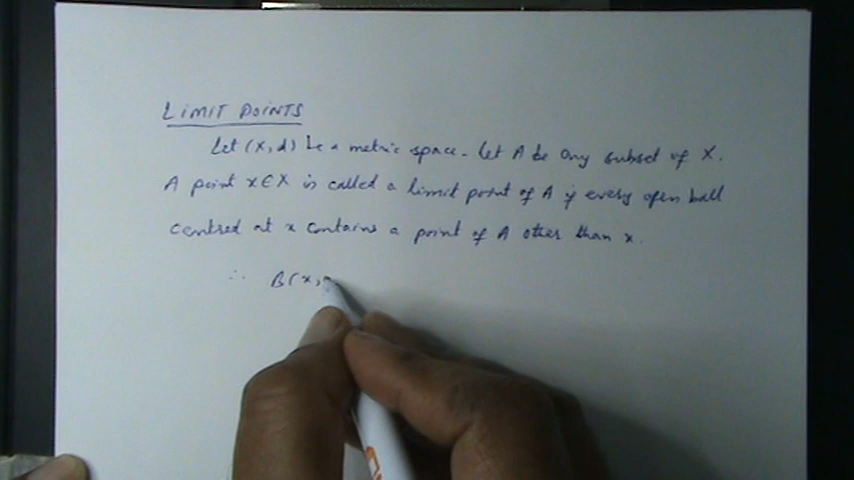 LIMIT POINTS
Let (X, d) be a metric space. Let A be any subset of X.
A point x∈X is called a limit point of A if every open ball
centred at x contains a point of A other than x.
∴ B(x,